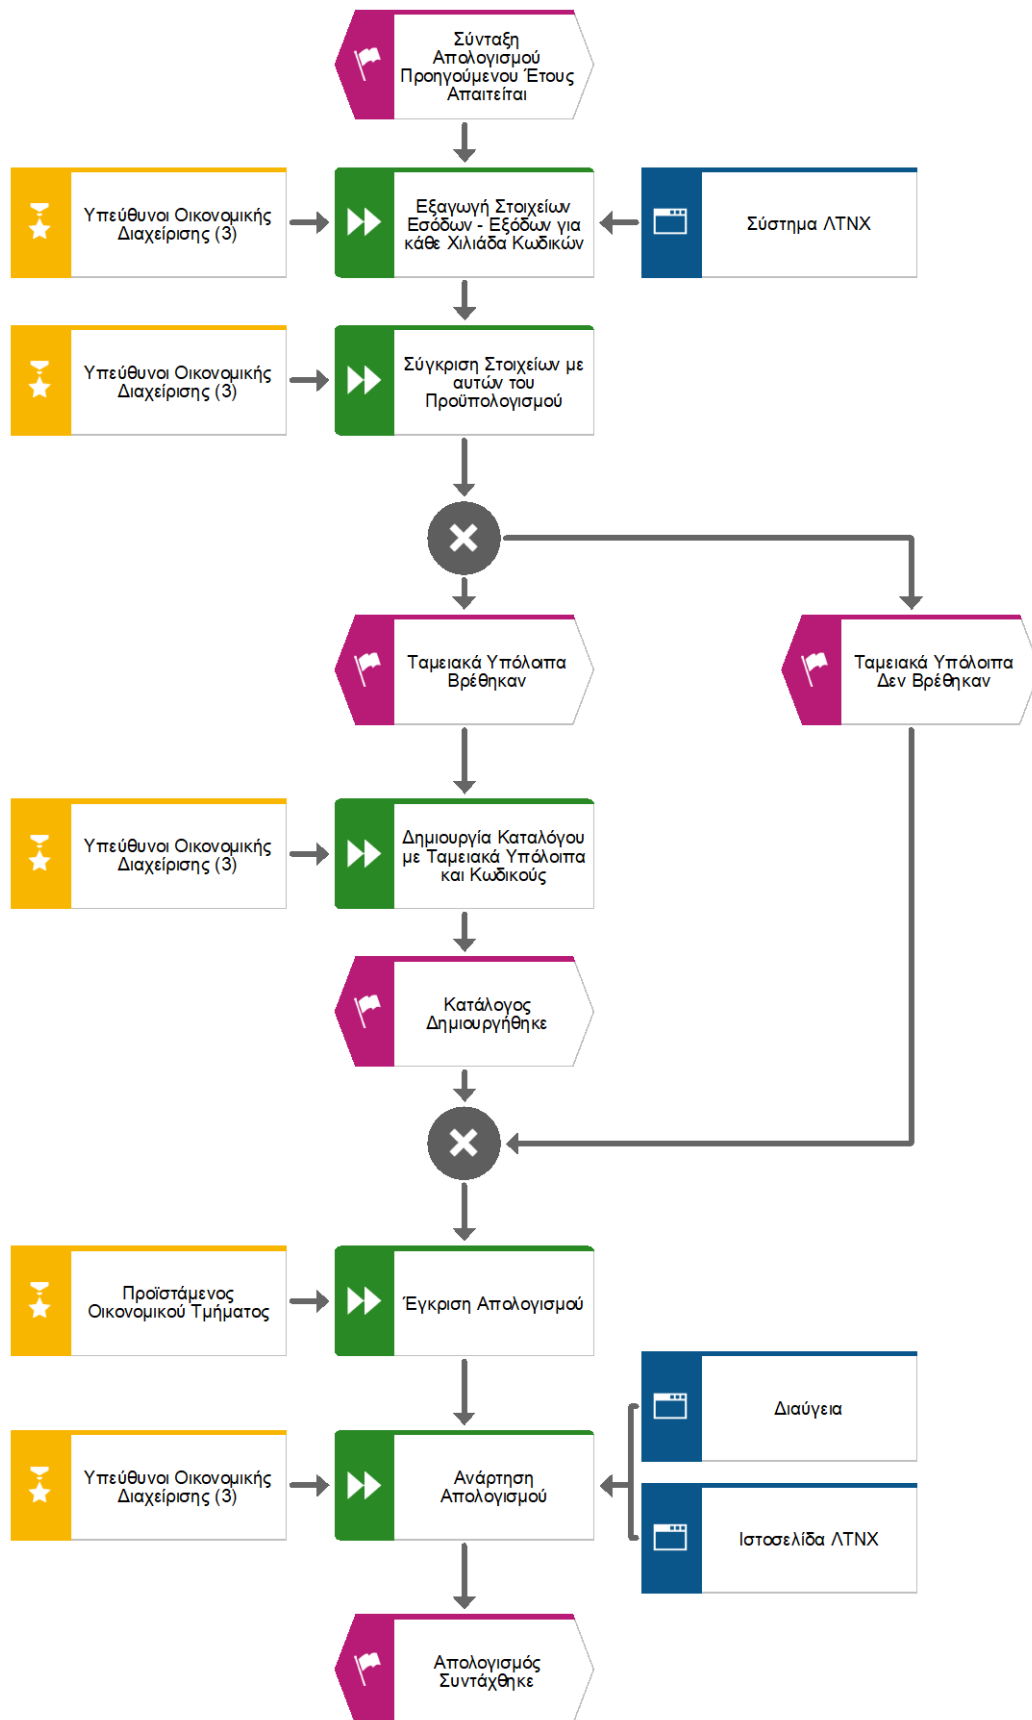 Σύνταξη
Απολογισμού
Προηγούμενου Έτους
Απαιτείται
Υπεύθυνοι Οικονομικής
Διαχείρισης (3)
Εξαγωγή Στοιχείων
Εσόδων - Εξόδων για
κάθε Χιλιάδα Κωδικών
Σύστημα ΛΤΝΧ
Υπεύθυνοι Οικονομικής
Διαχείρισης (3)
Σύγκριση Στοιχείων με
αυτών του
Προϋπολογισμού
Ταμειακά Υπόλοιπα
Βρέθηκαν
Ταμειακά Υπόλοιπα
Δεν Βρέθηκαν
Υπεύθυνοι Οικονομικής
Διαχείρισης (3)
Δημιουργία Καταλόγου
με Ταμειακά Υπόλοιπα
και Κωδικούς
Κατάλογος
Δημιουργήθηκε
Προϊστάμενος
Οικονομικού Τμήματος
Έγκριση Απολογισμού
Διαύγεια
Υπεύθυνοι Οικονομικής
Διαχείρισης (3)
Ανάρτηση
Απολογισμού
Ιστοσελίδα ΛΤΝΧ
Απολογισμός
Συντάχθηκε